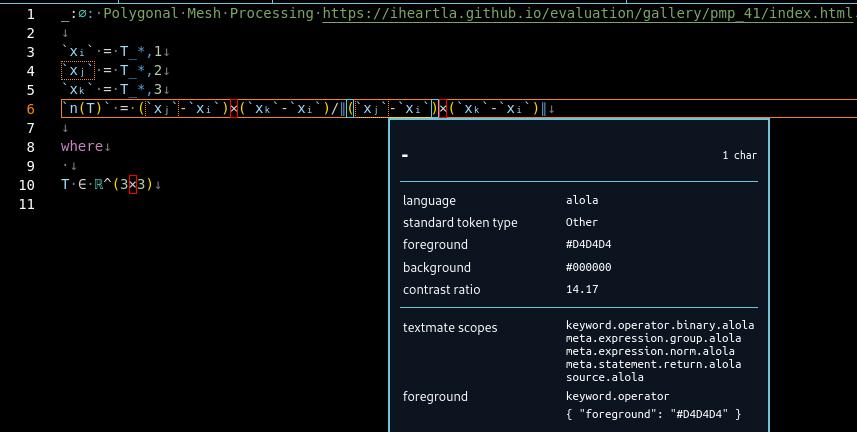 1 _:∅:·Polygonal·Mesh·Processing·https://iheartla.github.io/evaluation/gallery/pmp_41/index.html
2 ↓
3 `xᵢ`·=·T_*,1↓
4 `xⱼ`·=·T_*,2↓
5 `xₖ`·=·T_*,3↓
6 `n(T)`·=·(`xⱼ`-`xᵢ`)×(`xₖ`-`xᵢ`)/‖(`xⱼ`-`xᵢ`)×(`xₖ`-`xᵢ`)‖↓
7 ↓
8 where↓
9 ·↓
10 T·∈·ℝ^(3×3)↓
11
- 1 char
language alola
standard token type Other
foreground #D4D4D4
background #000000
contrast ratio 14.17
textmate scopes keyword.operator.binary.alola
meta.expression.group.alola
meta.expression.norm.alola
meta.statement.return.alola
source.alola
foreground keyword.operator
{ "foreground": "#D4D4D4" }